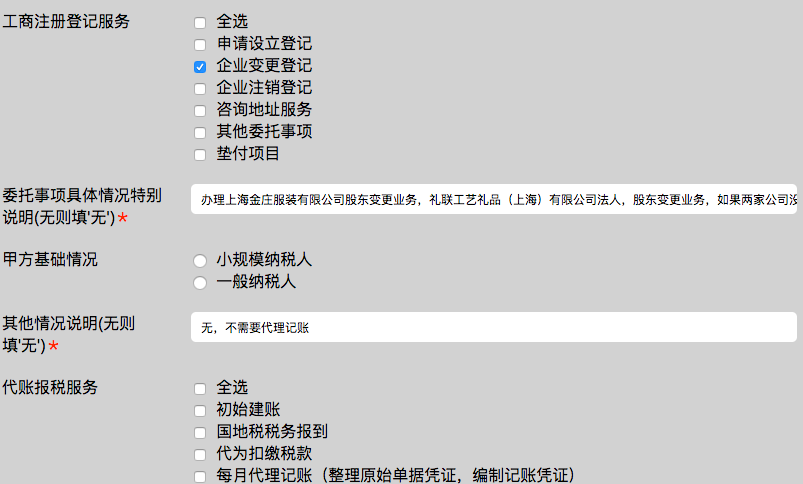 工商注册登记服务
全选
申请设立登记
企业变更登记
企业注销登记
咨询地址服务
其他委托事项
垫付项目
委托事项具体情况特别
说明(无则填'无')*
办理上海金庄服装有限公司股东变更业务，礼联工艺礼品（上海）有限公司法人，股东变更业务，如果两家公司没
甲方基础情况
小规模纳税人
一般纳税人
其他情况说明(无则
填'无')*
无，不需要代理记账
代账报税服务
全选
初始建账
国地税税务报到
代为扣缴税款
每月代理记账（整理原始单据凭证，编制记账凭证）